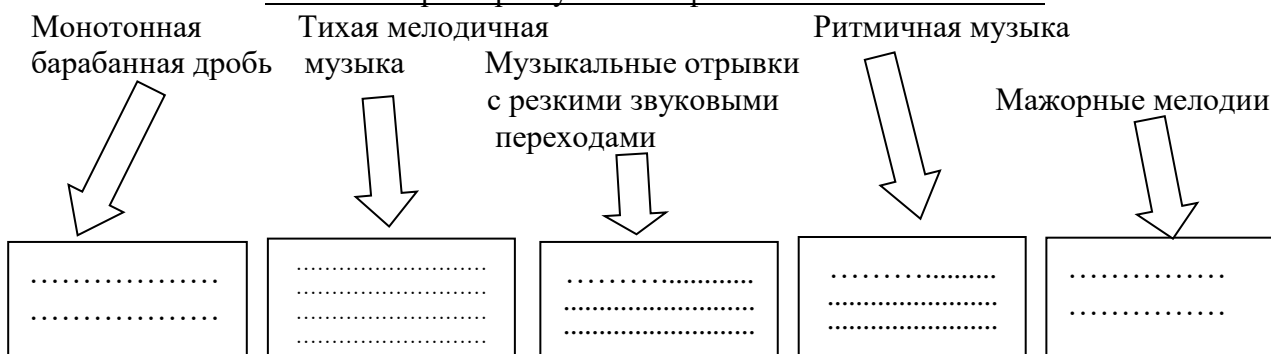 Монотонная
барабанная дробь
Тихая мелодичная
музыка
Музыкальные отрывки
с резкими звуковыми
переходами
Ритмичная музыка
Мажорные мелодии
………………
………………
………………………
………………………
………………………
………………………
………...........
.........................
.........................
………..........
.......................
.......................
……………
……………